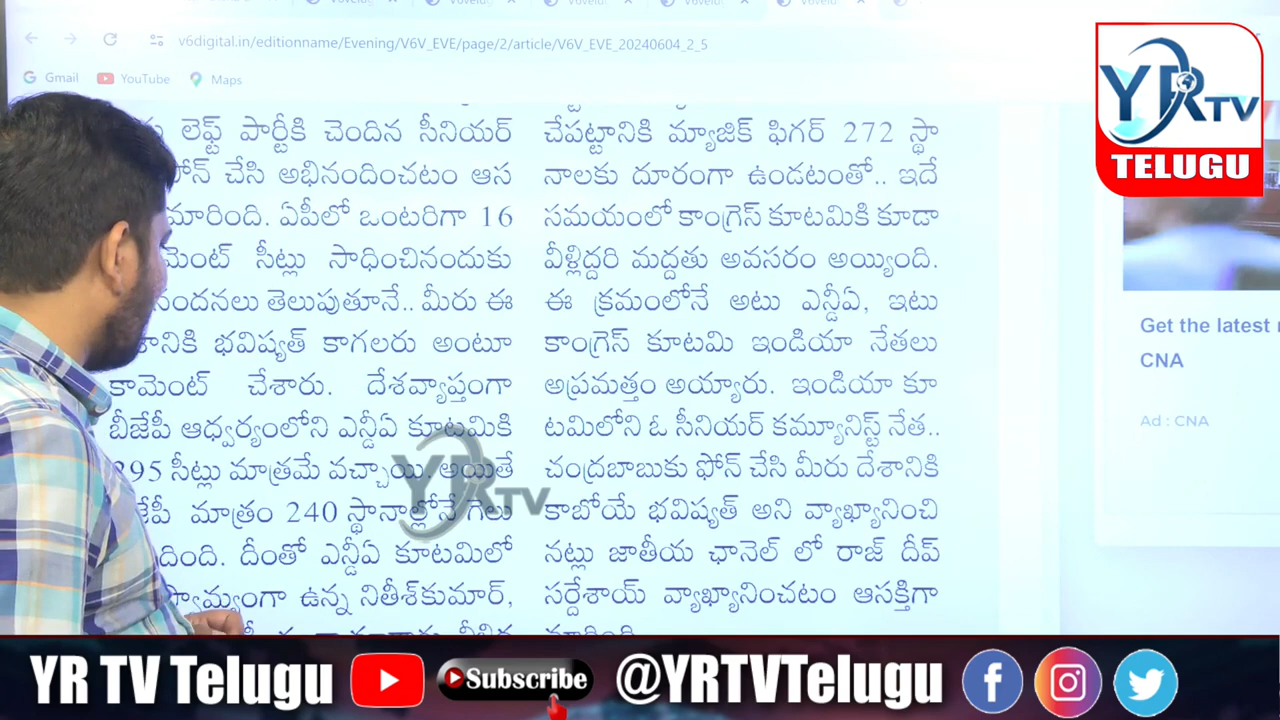 v6digital.in/editionname/Evening/V6V_EVE/page/2/article/V6V_EVE_20240604_2_5
Gmail YouTube Maps
లెఫ్ట్ పార్టీకి చెందిన సీనియర్
ఫోన్ చేసి అభినందించటం ఆస
మారింది. ఏపీలో ఒంటరిగా 16
మెంట్ సీట్లు సాధించినందుకు
నందనలు తెలుపుతూనే.. మీరు ఈ
శానికి భవిష్యత్ కాగలరు అంటూ
కామెంట్ చేశారు. దేశవ్యాప్తంగా
బీజేపీ ఆధ్వర్యంలోని ఎన్డీఏ కూటమికి
295 సీట్లు మాత్రమే వచ్చాయి. అయితే
జేపీ మాత్రం 240 స్థానాల్లోనే గెలు
దింది. దీంతో ఎన్డీఏ కూటమిలో
స్వామ్యంగా ఉన్న నితీశ్‌కుమార్,
చేపట్టానికి మ్యాజిక్ ఫిగర్ 272 స్థా
నాలకు దూరంగా ఉండటంతో.. ఇదే
సమయంలో కాంగ్రెస్ కూటమికి కూడా
వీళ్లిద్దరి మద్దతు అవసరం అయ్యింది.
ఈ క్రమంలోనే అటు ఎన్డీఏ, ఇటు
కాంగ్రెస్ కూటమి ఇండియా నేతలు
అప్రమత్తం అయ్యారు. ఇండియా కూ
టమిలోని ఓ సీనియర్ కమ్యూనిస్ట్ నేత..
చంద్రబాబుకు ఫోన్ చేసి మీరు దేశానికి
కాబోయే భవిష్యత్ అని వ్యాఖ్యానించి
నట్లు జాతీయ ఛానెల్ లో రాజ్ దీప్
సర్దేశాయ్ వ్యాఖ్యానించటం ఆసక్తిగా
మారింది.
YRTV
YRTV
TELUGU
Get the latest
CNA
Ad : CNA
YR TV Telugu Subscribe @YRTVTelugu